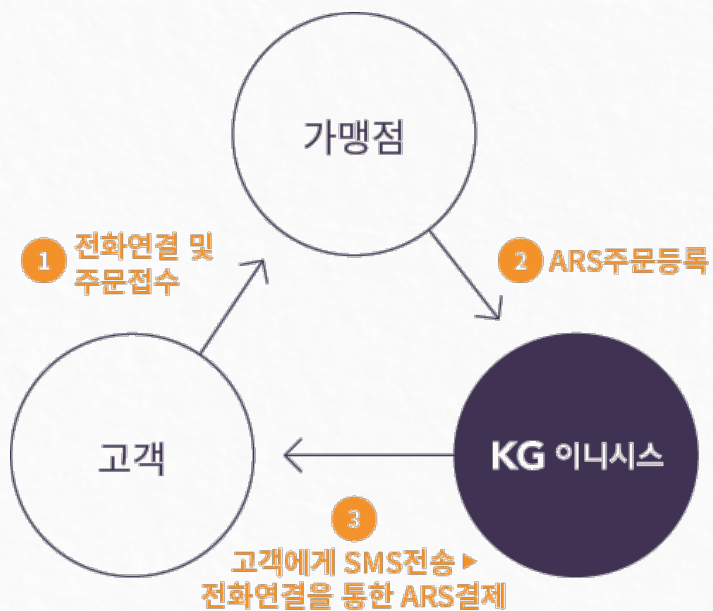 가맹점
1 전화연결 및
주문접수
2 ARS주문등록
고객
KG 이니시스
3
고객에게 SMS전송 ▶
전화연결을 통한 ARS결제